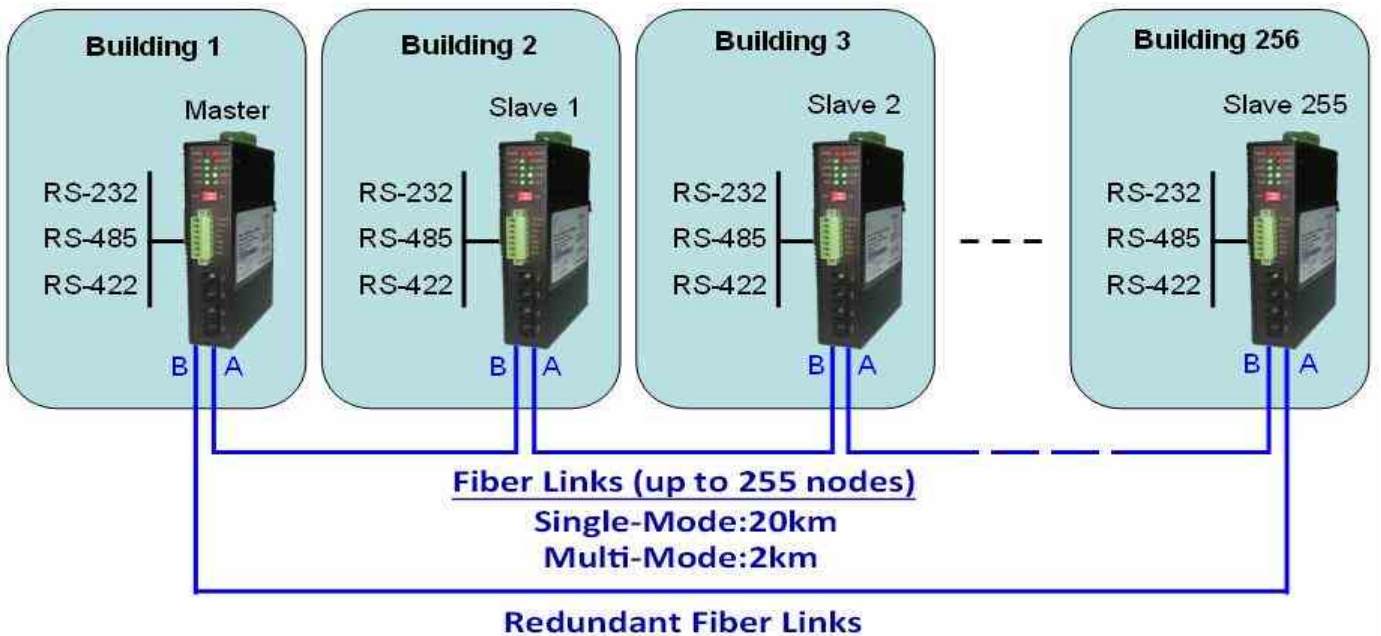 Building 1
Master
RS-232
RS-485
RS-422
B A
Building 2
Slave 1
RS-232
RS-485
RS-422
B A
Building 3
Slave 2
RS-232
RS-485
RS-422
B A
Building 256
Slave 255
RS-232
RS-485
RS-422
B A
Fiber Links (up to 255 nodes)
Single-Mode:20km
Multi-Mode:2km
Redundant Fiber Links